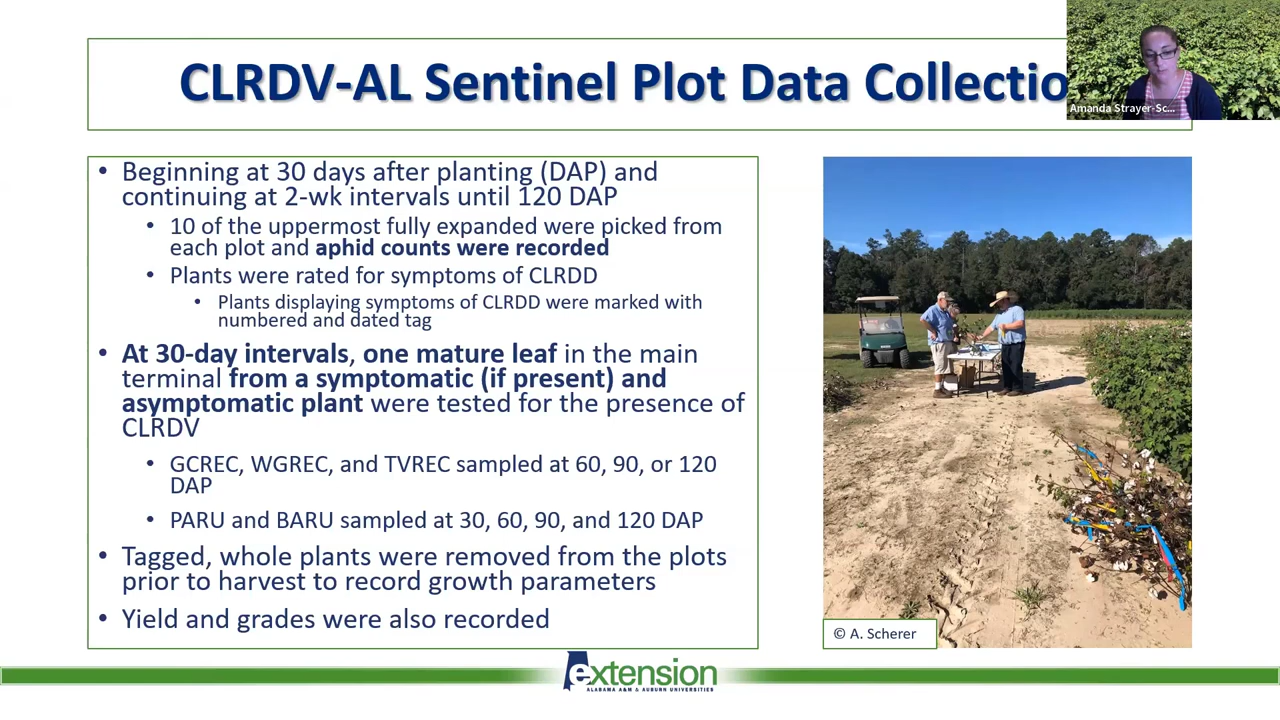 CLRDV-AL Sentinel Plot Data Collectio
Amanda Strayer-Sc...
• Beginning at 30 days after planting (DAP) and
continuing at 2-wk intervals until 120 DAP
• 10 of the uppermost fully expanded were picked from
each plot and aphid counts were recorded
• Plants were rated for symptoms of CLRDD
• Plants displaying symptoms of CLRDD were marked with
numbered and dated tag
• At 30-day intervals, one mature leaf in the main
terminal from a symptomatic (if present) and
asymptomatic plant were tested for the presence of
CLRDV
• GCREC, WGREC, and TVREC sampled at 60, 90, or 120
DAP
• PARU and BARU sampled at 30, 60, 90, and 120 DAP
• Tagged, whole plants were removed from the plots
prior to harvest to record growth parameters
• Yield and grades were also recorded
© A. Scherer
extension
ALABAMA A&M & AUBURN UNIVERSITIES